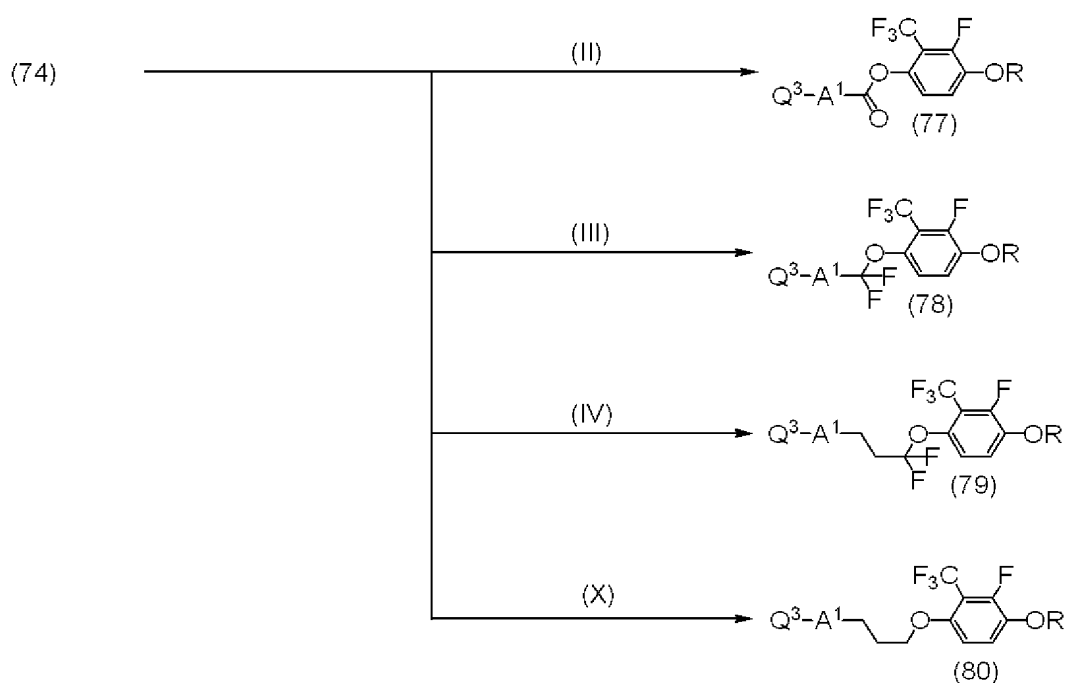 (74)
(II)
F₃C F
O OR
Q³-A¹
O (77)
(III)
F₃C F
O OR
Q³-A¹ F
F (78)
(IV)
F₃C F
Q³-A¹ O OR
F
F (79)
(X)
F₃C F
Q³-A¹ O OR
(80)